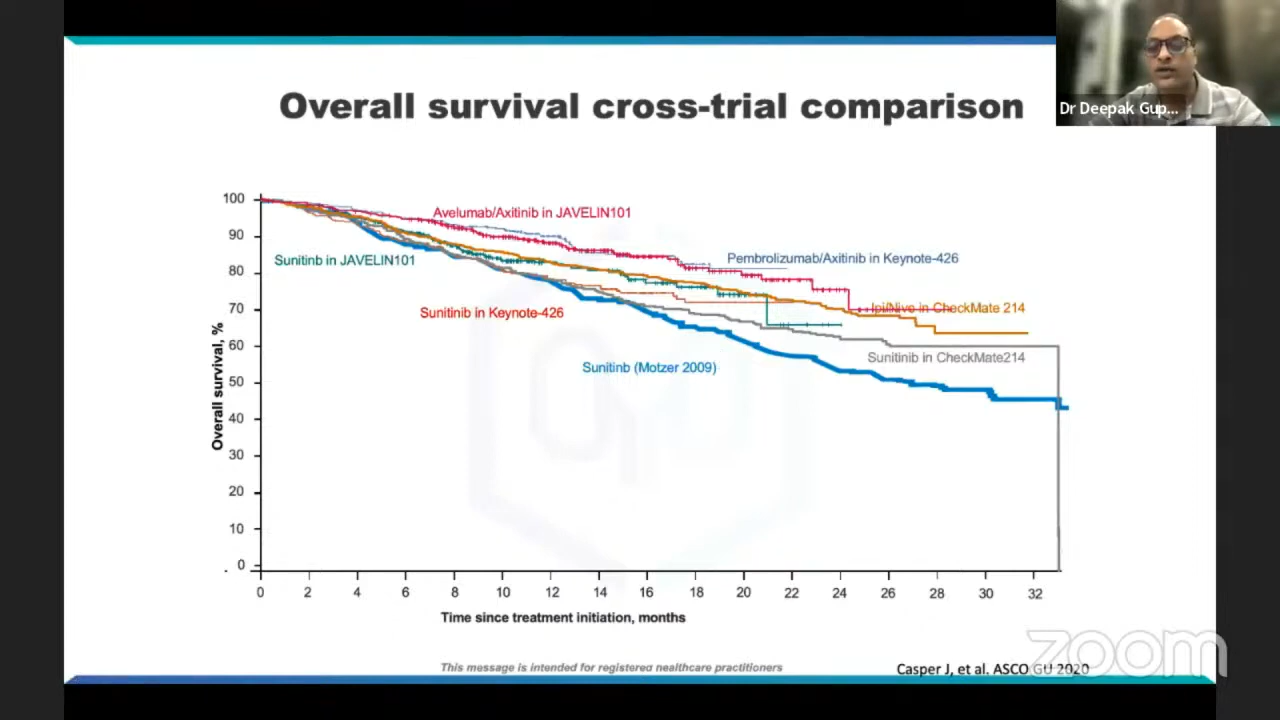 Overall survival cross-trial comparison
Dr Deepak Gup...
100
90
80
70
60
50
40
30
20
10
0
Overall survival, %
Avelumab/Axitinib in JAVELIN101
Sunitinib in JAVELIN101
Pembrolizumab/Axitinib in Keynote-426
Sunitinib in Keynote-426
Ipi/Nivo in CheckMate 214
Sunitinib in CheckMate214
Sunitinb (Motzer 2009)
0 2 4 6 8 10 12 14 16 18 20 22 24 26 28 30 32
Time since treatment initiation, months
This message is intended for registered healthcare practitioners
Casper J, et al. ASCO GU 2020
zoom